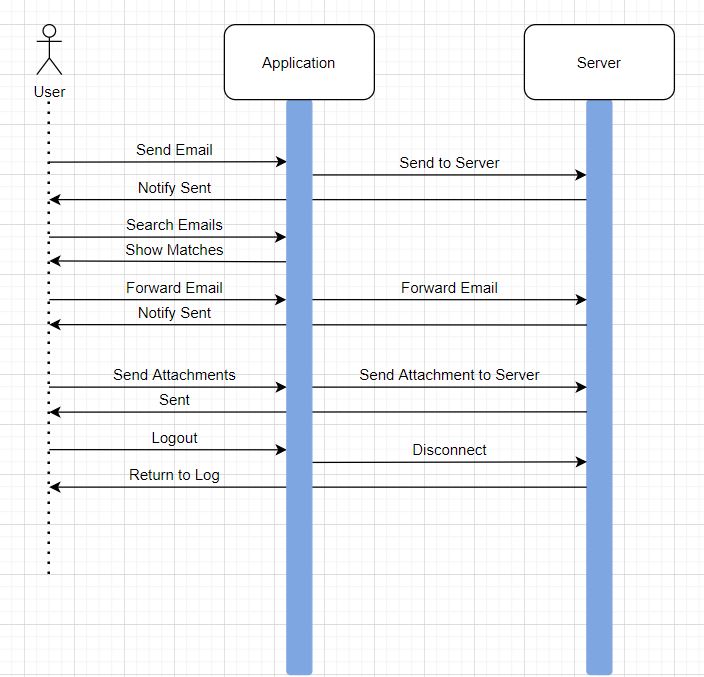 Application
Server
User
Send Email
Send to Server
Notify Sent
Search Emails
Show Matches
Forward Email
Forward Email
Notify Sent
Send Attachments
Send Attachment to Server
Sent
Logout
Disconnect
Return to Log